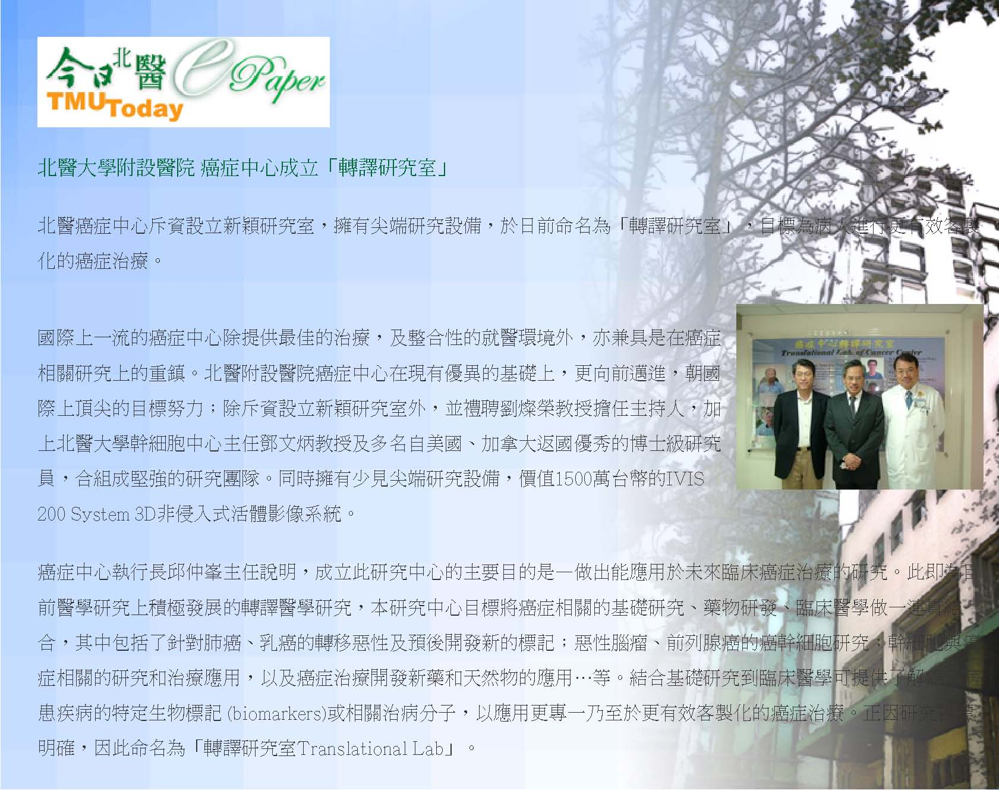 今日北醫 ePaper
TMUToday
北醫大學附設醫院 癌症中心成立「轉譯研究室」
北醫癌症中心斥資設立新穎研究室，擁有尖端研究設備，於日前命名為「轉譯研究室」，目標為病人進行更有效客製
化的癌症治療。
國際上一流的癌症中心除提供最佳的治療，及整合性的就醫環境外，亦兼具是在癌症
相關研究上的重鎮。北醫附設醫院癌症中心在現有優異的基礎上，更向前邁進，朝國
際上頂尖的目標努力；除斥資設立新穎研究室外，並禮聘劉燦榮教授擔任主持人，加
上北醫大學幹細胞中心主任鄧文炳教授及多名自美國、加拿大返國優秀的博士級研究
員，合組成堅強的研究團隊。同時擁有少見尖端研究設備，價值1500萬台幣的IVIS
200 System 3D非侵入式活體影像系統。
癌症中心轉譯研究室
Translational Lab. of Cancer Center
癌症中心執行長邱仲峯主任說明，成立此研究中心的主要目的是—做出能應用於未來臨床癌症治療的研究。此即為目
前醫學研究上積極發展的轉譯醫學研究，本研究中心目標將癌症相關的基礎研究、藥物研發、臨床醫學做一連貫結
合，其中包括了針對肺癌、乳癌的轉移惡性及預後開發新的標記；惡性腦瘤、前列腺癌的癌幹細胞研究；幹細胞與癌
症相關的研究和治療應用，以及癌症治療開發新藥和天然物的應用…等。結合基礎研究到臨床醫學可提供了解癌症病
患疾病的特定生物標記 (biomarkers)或相關治病分子，以應用更專一乃至於更有效客製化的癌症治療。正因研究目標
明確，因此命名為「轉譯研究室Translational Lab」。